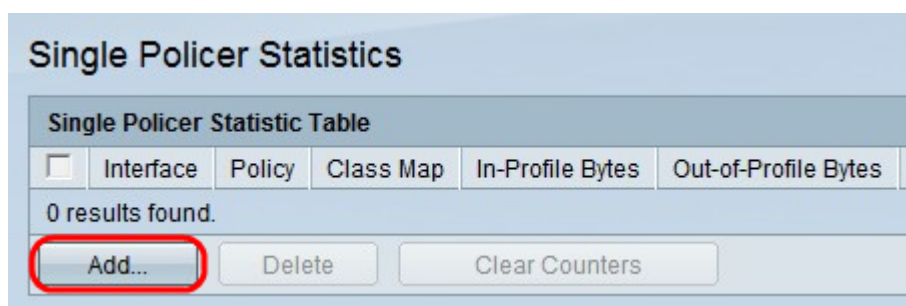 Single Policer Statistics
Single Policer Statistic Table
Interface Policy Class Map In-Profile Bytes Out-of-Profile Bytes
0 results found.
Add... Delete Clear Counters